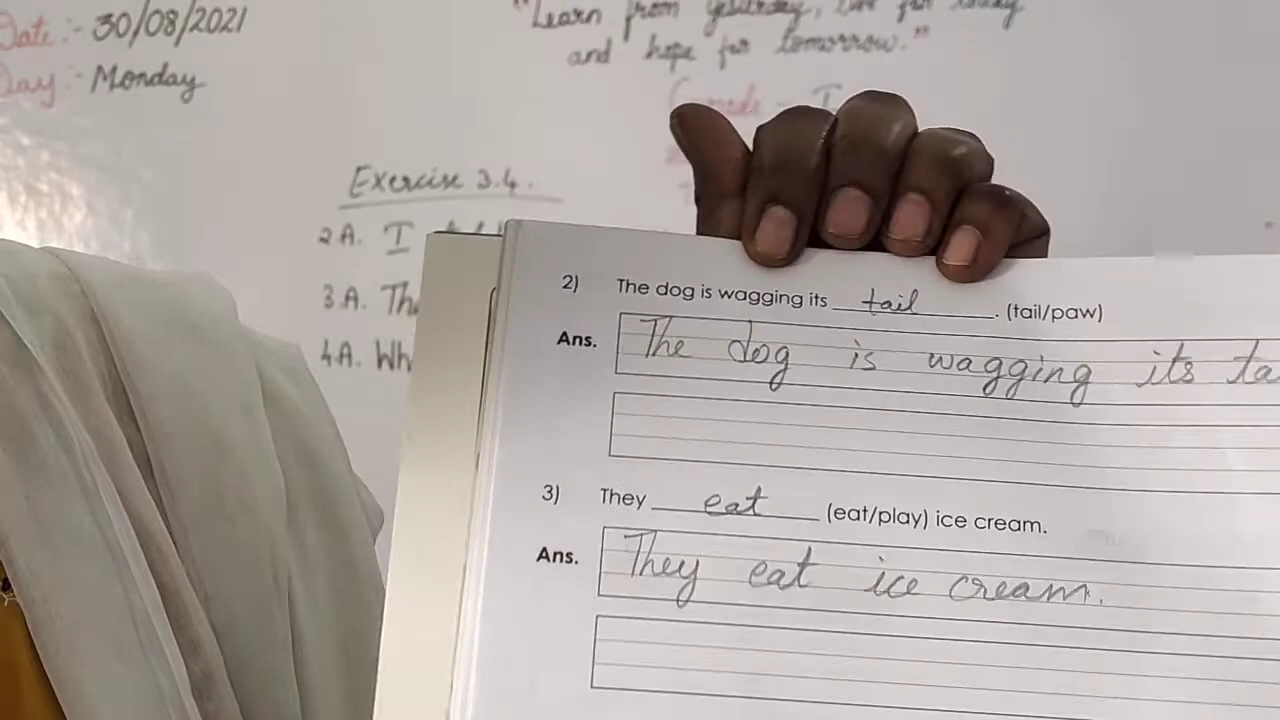 Date:- 30/08/2021
Day:- Monday
"Learn from yesterday, live for today
and hope for tomorrow."
Grade - I
Exercise 3.4.
2A. I
3A. Th
4A. Wh
2) The dog is wagging its tail. (tail/paw)
Ans. The dog is wagging its ta
3) They eat (eat/play) ice cream.
Ans. They eat ice cream.